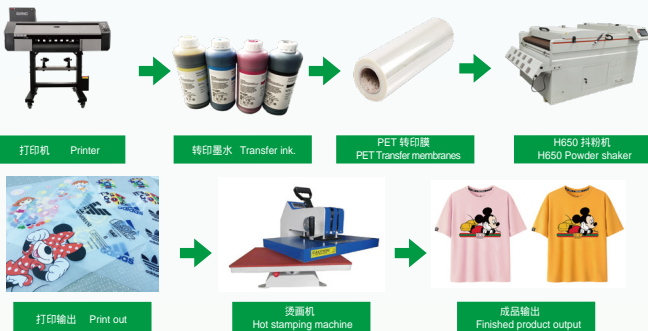 打印机 Printer
转印墨水 Transfer ink.
PET 转印膜
PET Transfer membranes
H650 抖粉机
H650 Powder shaker
adidas
打印输出 Print out
烫画机
Hot stamping machine
成品输出
Finished product output